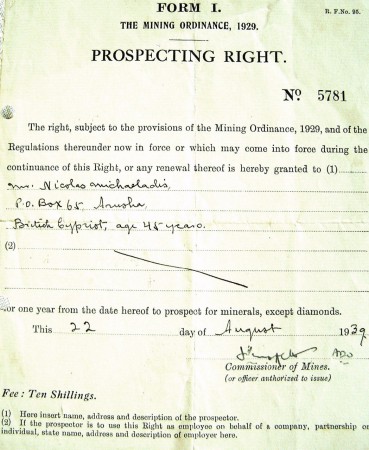 FORM I.
R. F. No. 25.
THE MINING ORDINANCE, 1929.
PROSPECTING RIGHT.
No. 5781
The right, subject to the provisions of the Mining Ordinance, 1929, and of the
Regulations thereunder now in force or which may come into force during the
continuance of this Right, or any renewal thereof is hereby granted to (1)
Mr. Nicolas Michaeladis,
P.O. Box 65 Arusha
British Cypriot, age 45 years.
(2)
for one year from the date hereof to prospect for minerals, except diamonds.
This 22 day of August 1939
ADO
Commissioner of Mines.
(or officer authorized to issue)
Fee: Ten Shillings.
(1) Here insert name, address and description of the prospector.
(2) If the prospector is to use this Right as employee on behalf of a company, partnership or
individual, state name, address and description of employer here.